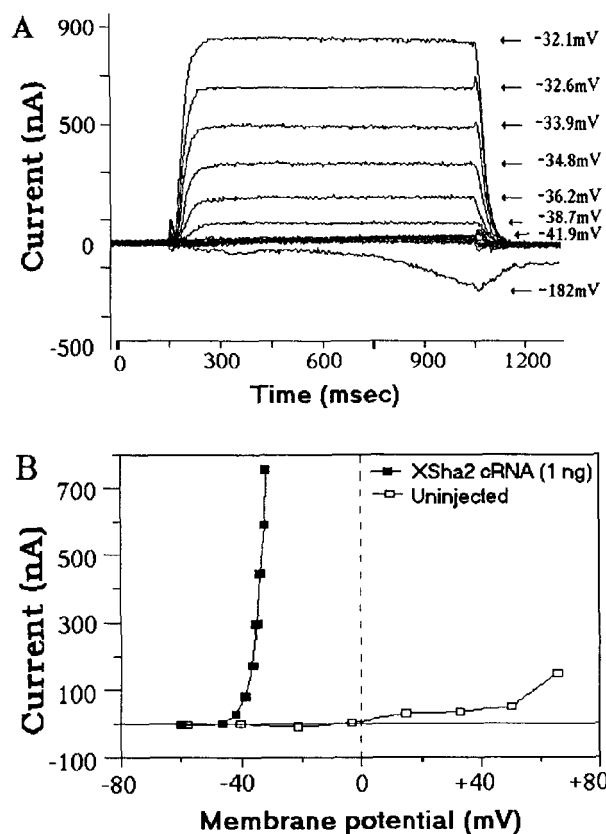 A
900
500
0
-500
Current (nA)
-32.1mV
-32.6mV
-33.9mV
-34.8mV
-36.2mV
-38.7mV
-41.9mV
-182mV
0 300 600 900 1200
Time (msec)
B
700
500
300
100
-100
Current (nA)
XSha2 cRNA (1 ng)
Uninjected
-80 -40 0 +40 +80
Membrane potential (mV)